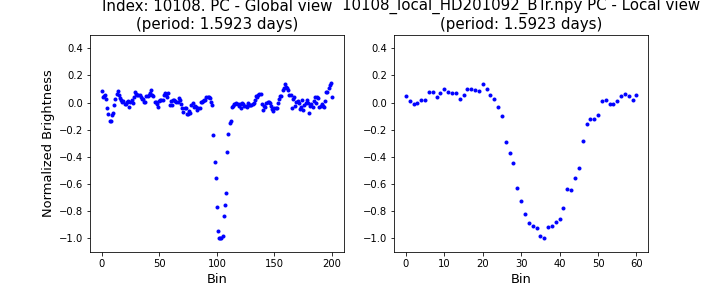 Index: 10108. PC - Global view
(period: 1.5923 days)
10108_local_HD201092_BTr.npy PC - Local view
(period: 1.5923 days)
Normalized Brightness
0.4
0.2
0.0
−0.2
−0.4
−0.6
−0.8
−1.0
0 50 100 150 200
Bin
0.4
0.2
0.0
−0.2
−0.4
−0.6
−0.8
−1.0
0 10 20 30 40 50 60
Bin